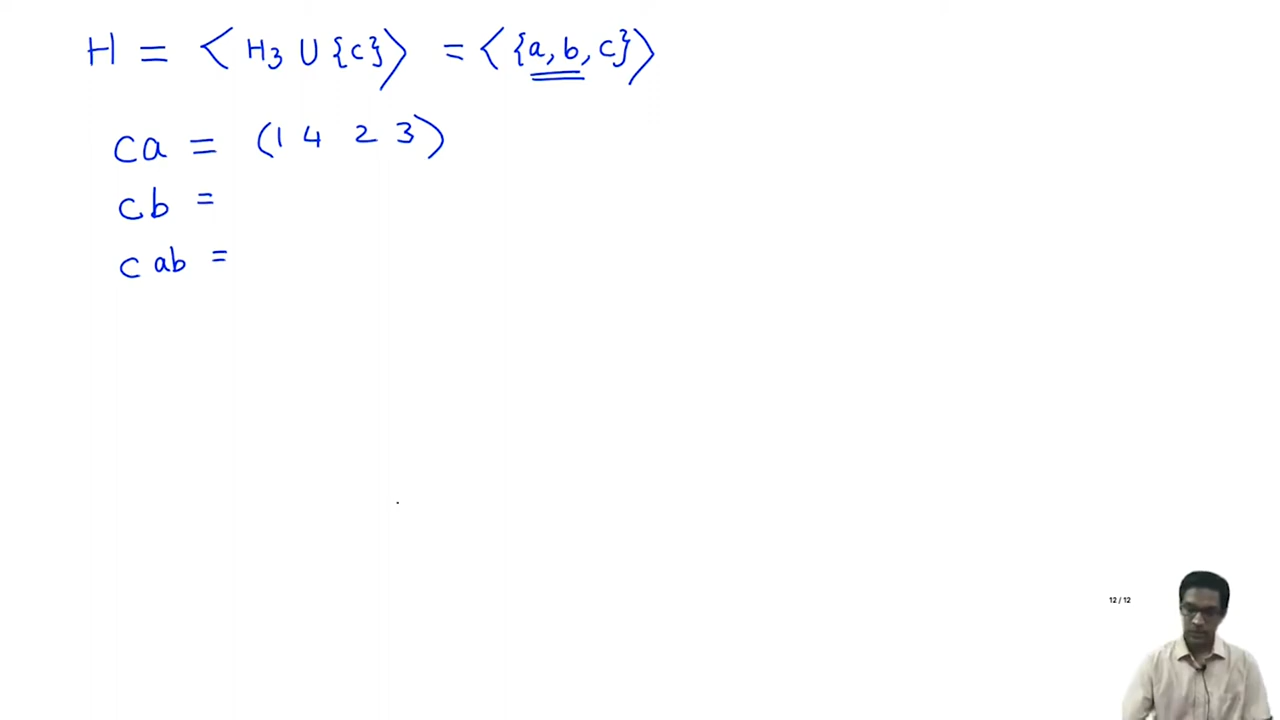 H = ⟨ H₃ ∪ {c} ⟩ = ⟨ {a, b, c} ⟩
ca = (1 4 2 3)
cb =
c ab =
12 / 12